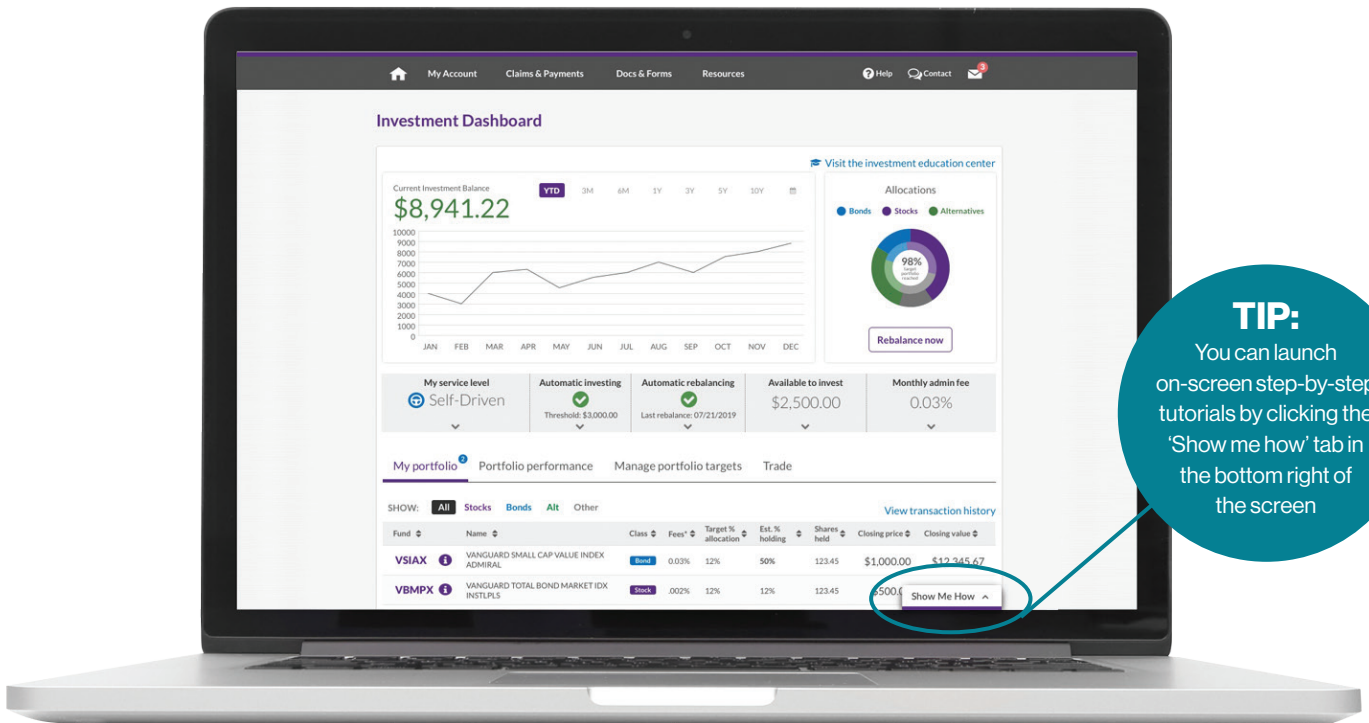 My Account Claims & Payments Docs & Forms Resources Help Contact 3
Investment Dashboard
Visit the investment education center
Current Investment Balance
$8,941.22
YTD 3M 6M 1Y 3Y 5Y 10Y
10000
9000
8000
7000
6000
5000
4000
3000
2000
1000
0
JAN FEB MAR APR MAY JUN JUL AUG SEP OCT NOV DEC
Allocations
Bonds Stocks Alternatives
98%
target
portfolio
reached
Rebalance now
My service level
Self-Driven
Automatic investing
Threshold: $3,000.00
Automatic rebalancing
Last rebalance: 07/21/2019
Available to invest
$2,500.00
Monthly admin fee
0.03%
My portfolio 2 Portfolio performance Manage portfolio targets Trade
SHOW: All Stocks Bonds Alt Other
View transaction history
Fund Name Class Fees* Target % allocation Est. % holding Shares held Closing price Closing value
VSIAX VANGUARD SMALL CAP VALUE INDEX ADMIRAL Bond 0.03% 12% 50% 123.45 $1,000.00 $12,345.67
VBMPX VANGUARD TOTAL BOND MARKET IDX INSTLPLS Stock .002% 12% 12% 123.45 $500.
Show Me How
TIP:
You can launch
on-screen step-by-step
tutorials by clicking the
‘Show me how’ tab in
the bottom right of
the screen